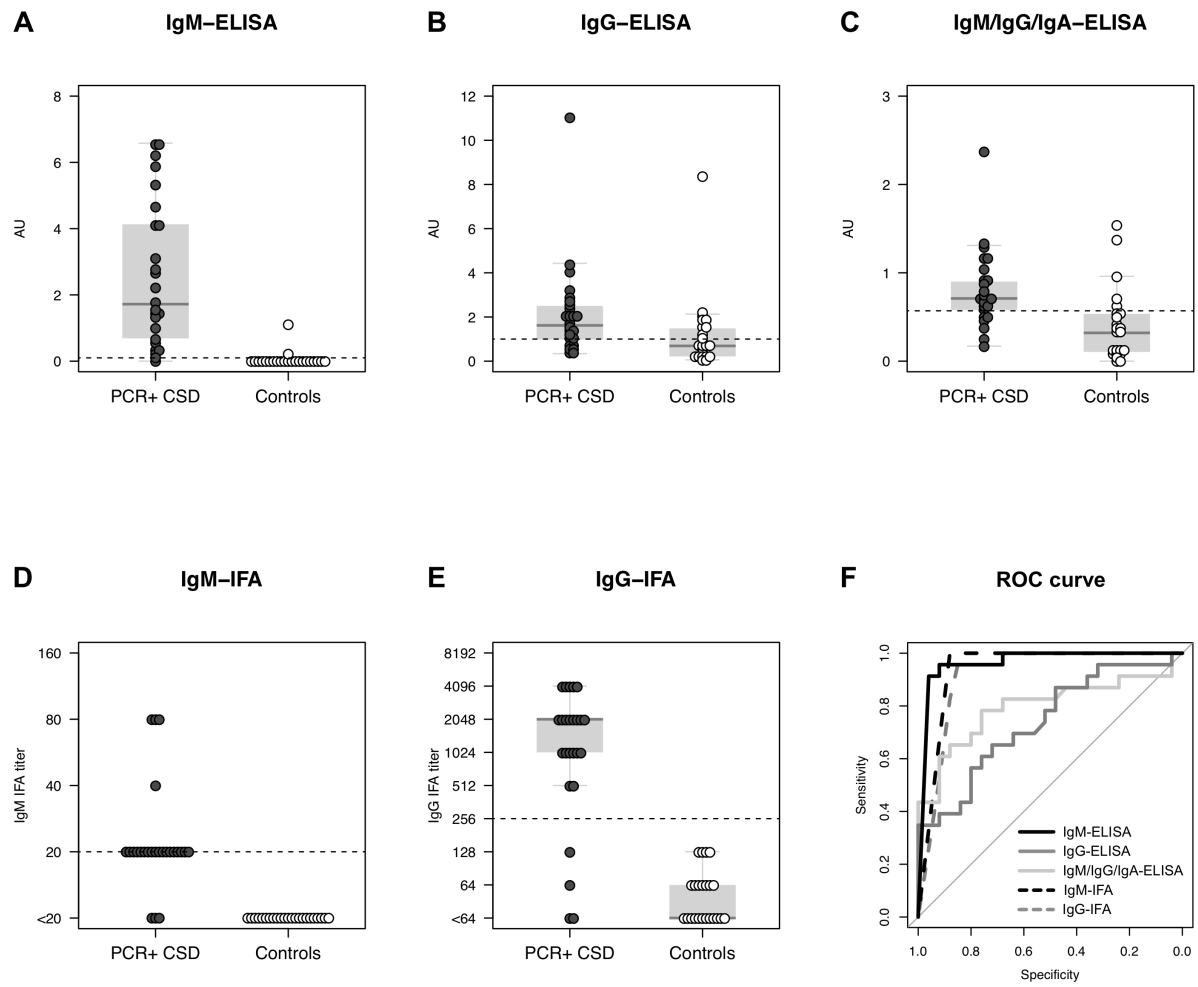 A IgM–ELISA
B IgG–ELISA
C IgM/IgG/IgA–ELISA
AU
8
6
4
2
0
PCR+ CSD Controls
AU
12
10
8
6
4
2
0
PCR+ CSD Controls
AU
3
2
1
0
PCR+ CSD Controls
D IgM–IFA
E IgG–IFA
F ROC curve
IgM IFA titer
160
80
40
20
<20
PCR+ CSD Controls
IgG IFA titer
8192
4096
2048
1024
512
256
128
64
<64
PCR+ CSD Controls
Sensitivity
1.0
0.8
0.6
0.4
0.2
0.0
IgM-ELISA
IgG-ELISA
IgM/IgG/IgA-ELISA
IgM-IFA
IgG-IFA
1.0 0.8 0.6 0.4 0.2 0.0
Specificity